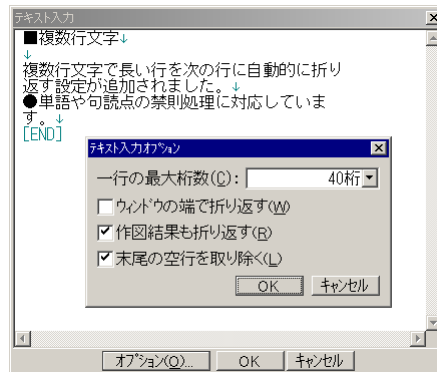 テキスト入力
■複数行文字↓
↓
複数行文字で長い行を次の行に自動的に折り
返す設定が追加されました。↓
●単語や句読点の禁則処理に対応していま
す。↓
[END]
ﾃｷｽﾄ入力ｵﾌﾟｼｮﾝ
一行の最大桁数(C):
40桁
ｳｨﾝﾄﾞｳの端で折り返す(W)
作図結果も折り返す(R)
末尾の空行を取り除く(L)
OK
ｷｬﾝｾﾙ
ｵﾌﾟｼｮﾝ(O)...
OK
ｷｬﾝｾﾙ